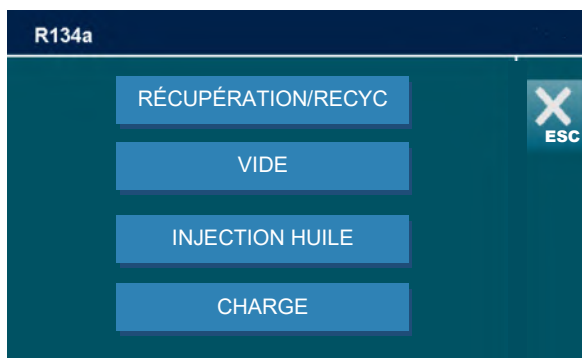 R134a
RÉCUPÉRATION/RECYC
ESC
VIDE
INJECTION HUILE
CHARGE